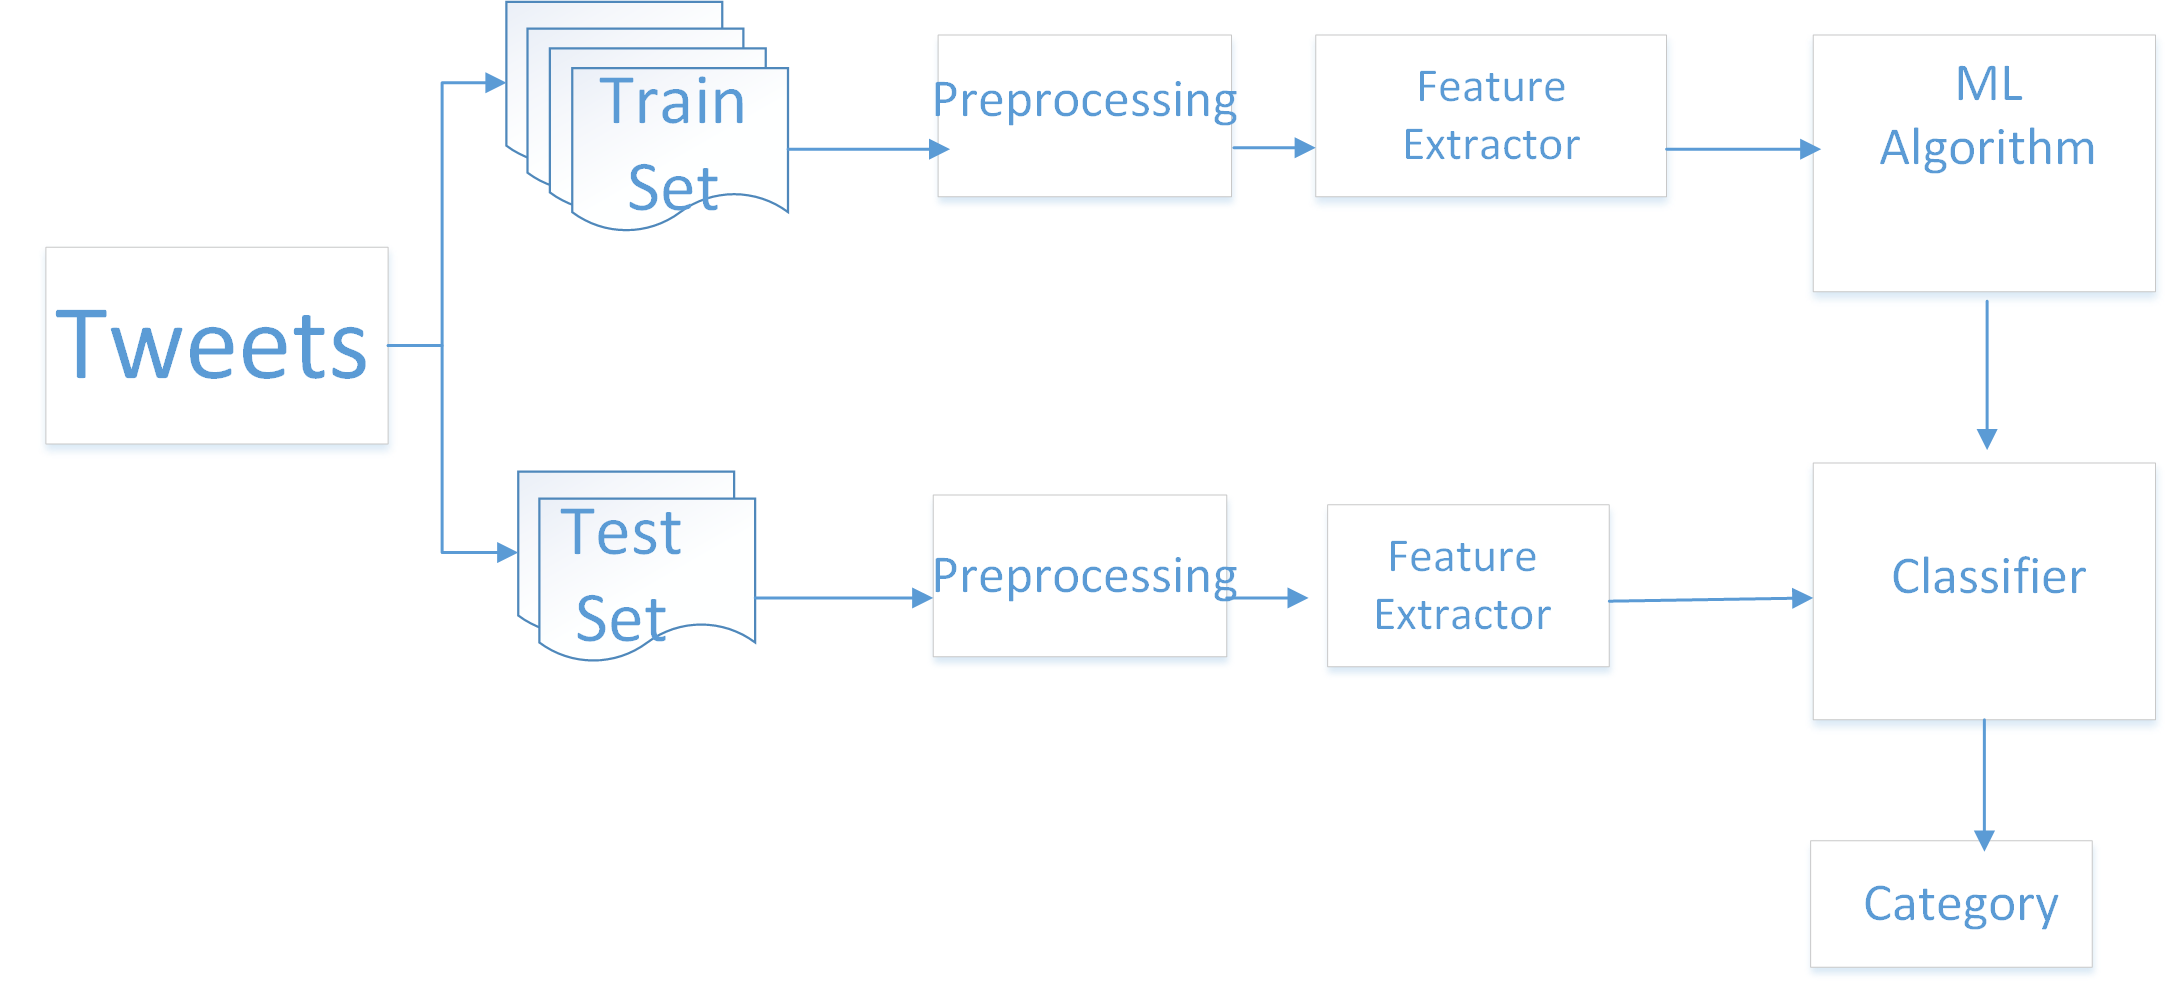 Tweets
Train
Set
Preprocessing
Feature
Extractor
ML
Algorithm
Test
Set
Preprocessing
Feature
Extractor
Classifier
Category